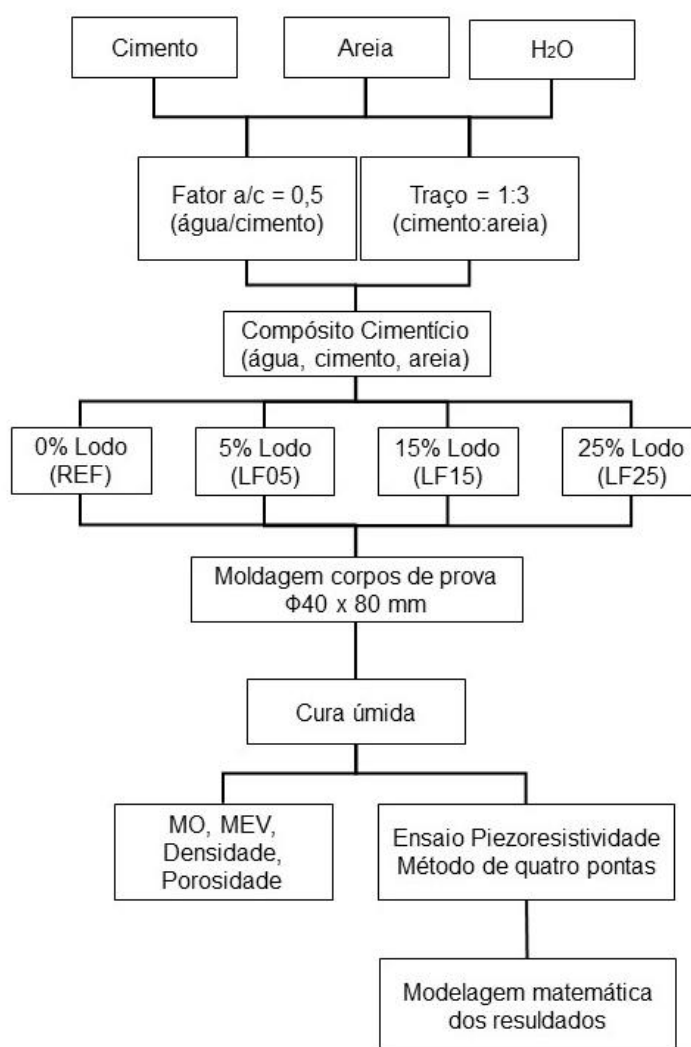 Cimento
Areia
H₂O
Fator a/c = 0,5
(água/cimento)
Traço = 1:3
(cimento:areia)
Compósito Cimentício
(água, cimento, areia)
0% Lodo
(REF)
5% Lodo
(LF05)
15% Lodo
(LF15)
25% Lodo
(LF25)
Moldagem corpos de prova
Φ40 x 80 mm
Cura úmida
MO, MEV,
Densidade,
Porosidade
Ensaio Piezoresistividade
Método de quatro pontas
Modelagem matemática
dos resuldados